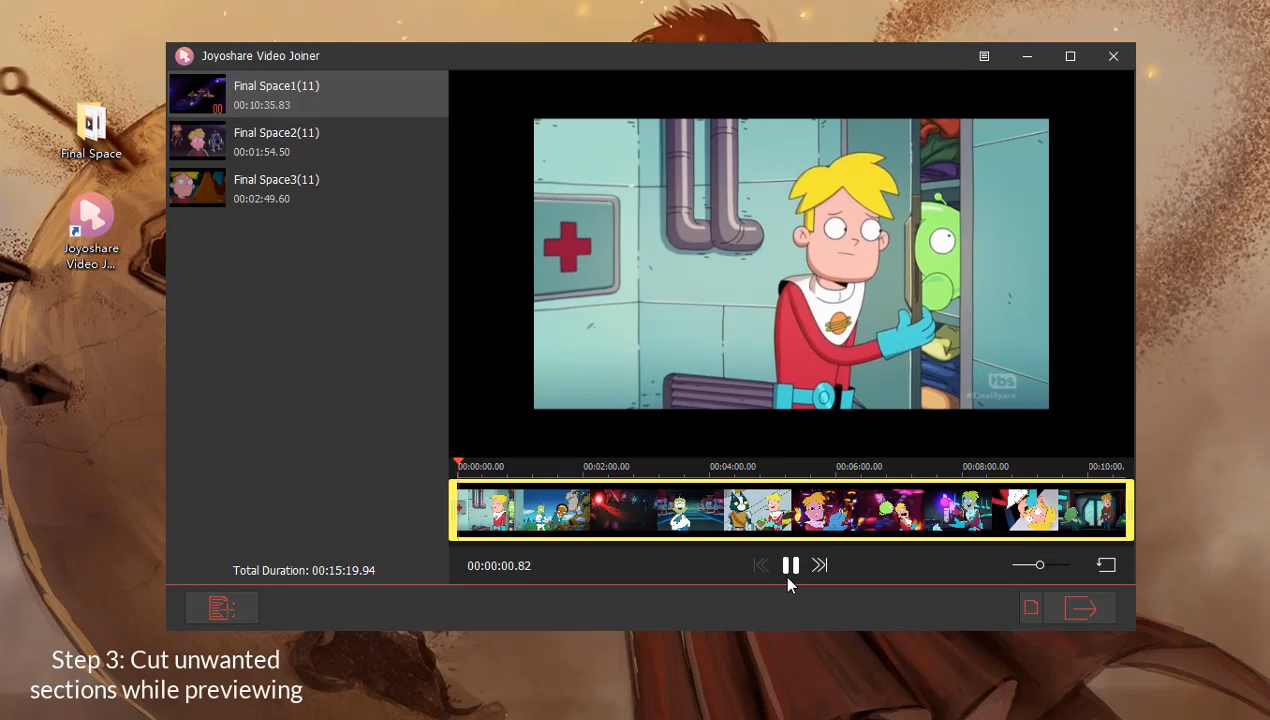 Joyoshare Video Joiner
Final Space1(11)
00:10:35.83
Final Space2(11)
00:01:54.50
Final Space3(11)
00:02:49.60
Final Space
Joyoshare
Video J...
tbs
#FinalSpace
00:00:00.00 00:02:00.00 00:04:00.00 00:06:00.00 00:08:00.00 00:10:00.
Total Duration: 00:15:19.94
00:00:00.82
Step 3: Cut unwanted
sections while previewing